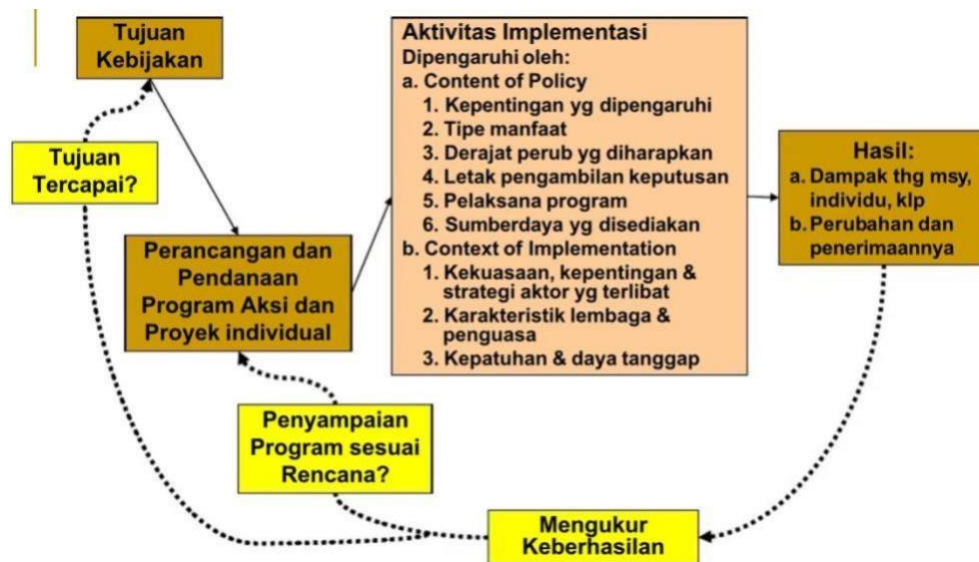 Tujuan
Kebijakan
Tujuan
Tercapai?
Perancangan dan
Pendanaan
Program Aksi dan
Proyek individual
Aktivitas Implementasi
Dipengaruhi oleh:
a. Content of Policy
1. Kepentingan yg dipengaruhi
2. Tipe manfaat
3. Derajat perub yg diharapkan
4. Letak pengambilan keputusan
5. Pelaksana program
6. Sumberdaya yg disediakan
b. Context of Implementation
1. Kekuasaan, kepentingan &
strategi aktor yg terlibat
2. Karakteristik lembaga &
penguasa
3. Kepatuhan & daya tanggap
Hasil:
a. Dampak thg msy,
individu, klp
b. Perubahan dan
penerimaannya
Penyampaian
Program sesuai
Rencana?
Mengukur
Keberhasilan